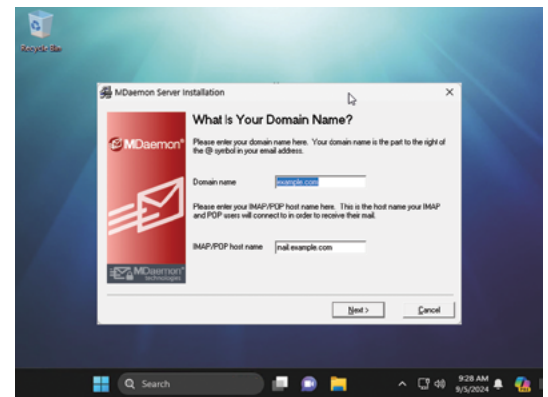 Recycle Bin
MDaemon Server Installation
What Is Your Domain Name?
MDaemon®
Please enter your domain name here. Your domain name is the part to the right of
the @ symbol in your email address.
Domain name
example.com
Please enter your IMAP/POP host name here. This is the host name your IMAP
and POP users will connect to in order to receive their mail.
IMAP/POP host name
mail.example.com
MDaemon®
technologies
Next >
Cancel
Search
9:28 AM
9/5/2024